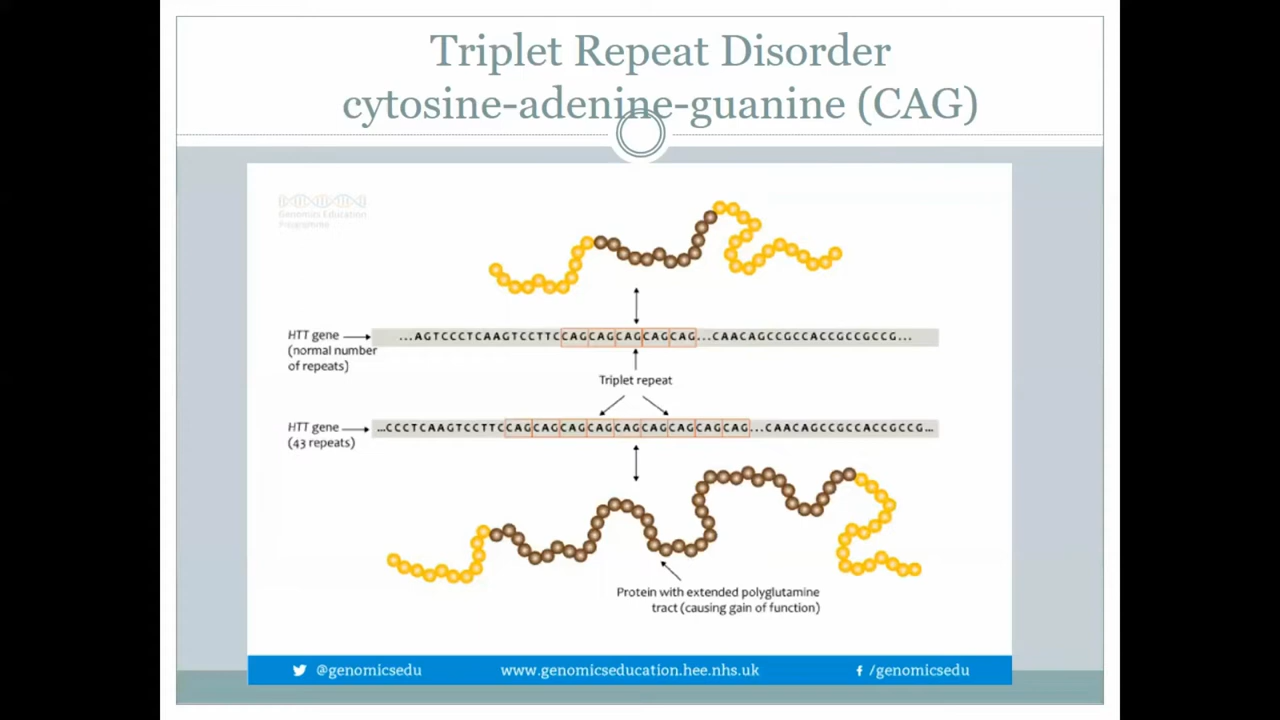 Triplet Repeat Disorder
cytosine-adenine-guanine (CAG)
Genomics Education
Programme
HTT gene
(normal number
of repeats)
...AGTCCCTCAAGTCCTTCCAGCAGCAGCAGCAG...CAACAGCCGCCACCGCCGCCG...
Triplet repeat
HTT gene
(43 repeats)
...CCCTCAAGTCCTTCCAGCAGCAGCAGCAGCAGCAGCAGCAG...CAACAGCCGCCACCGCCG...
Protein with extended polyglutamine
tract (causing gain of function)
@genomicsedu
www.genomicseducation.hee.nhs.uk
/genomicsedu